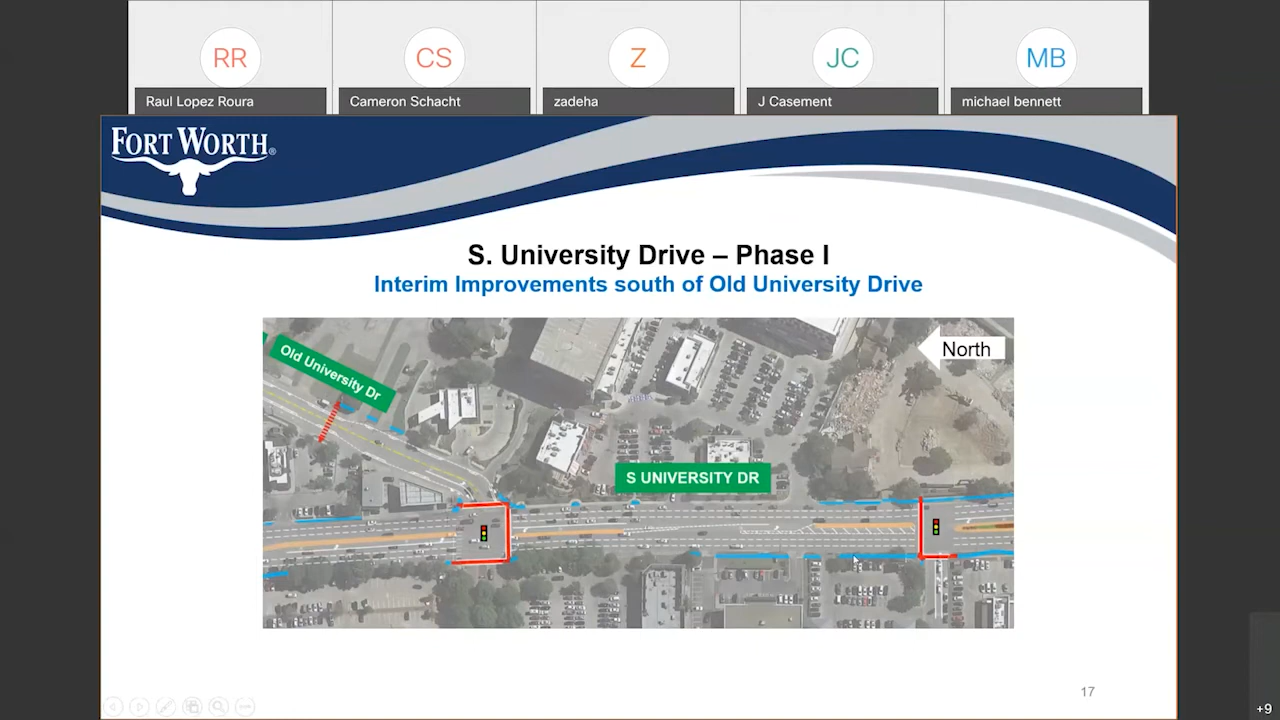 RR
CS
Z
JC
MB
Raul Lopez Roura
Cameron Schacht
zadeha
J Casement
michael bennett
FORT WORTH®
S. University Drive – Phase I
Interim Improvements south of Old University Drive
North
Old University Dr
S UNIVERSITY DR
17
+9